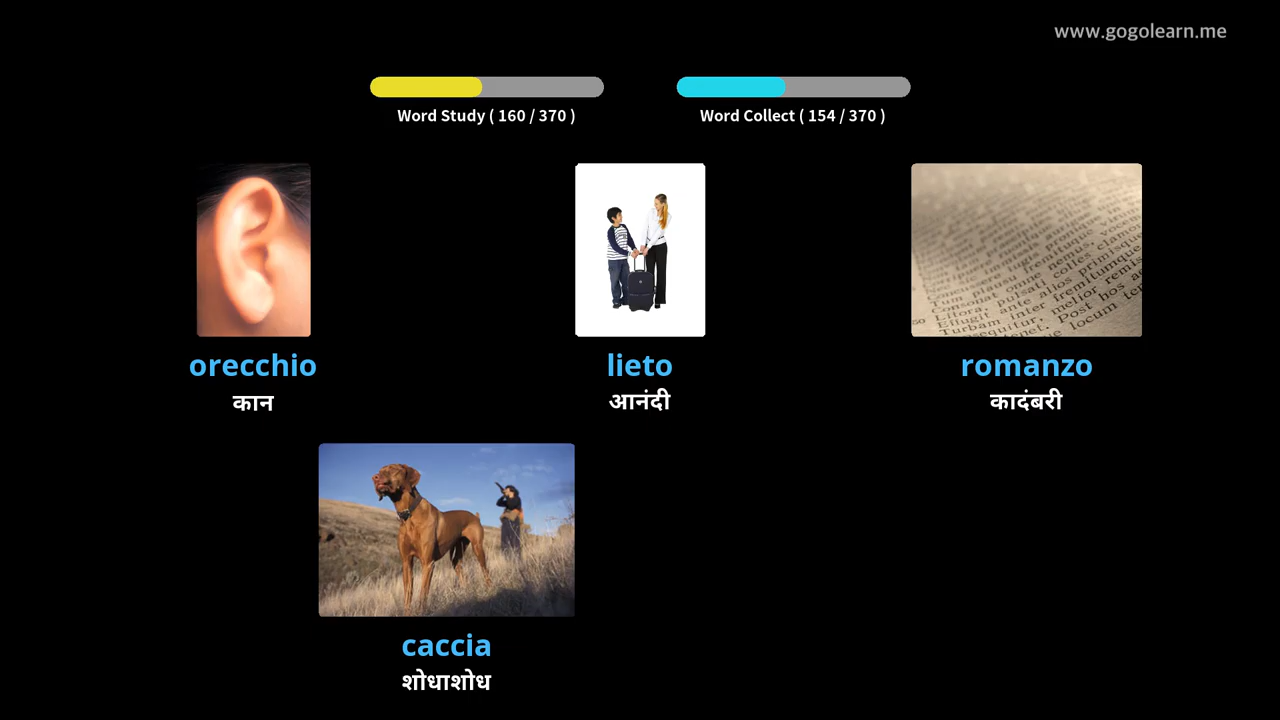 www.gogolearn.me
Word Study ( 160 / 370 )
Word Collect ( 154 / 370 )
orecchio
कान
lieto
आनंदी
romanzo
कादंबरी
caccia
शोधाशोध